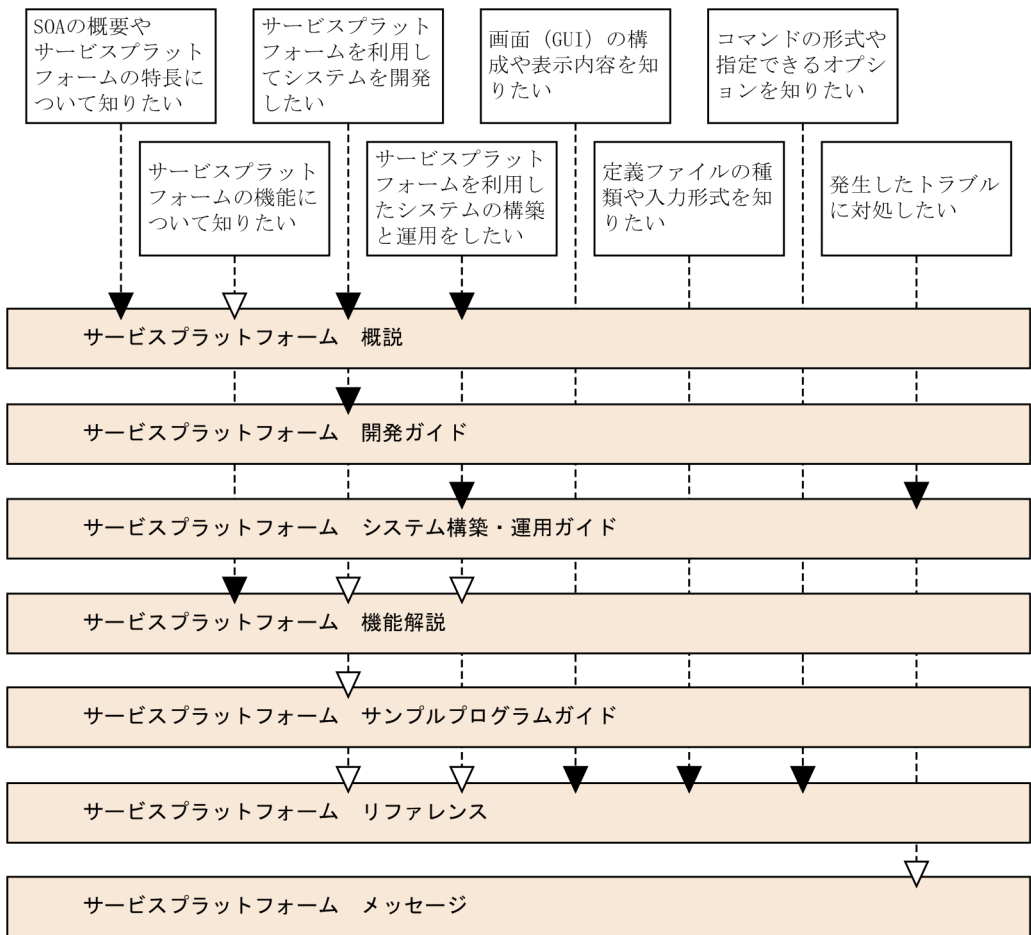 SOAの概要や
サービスプラット
フォームの特長に
ついて知りたい
サービスプラット
フォームを利用し
てシステムを開発
したい
画面（GUI）の構
成や表示内容を知
りたい
コマンドの形式や
指定できるオプシ
ョンを知りたい
サービスプラット
フォームの機能に
ついて知りたい
サービスプラット
フォームを利用し
たシステムの構築
と運用をしたい
定義ファイルの種
類や入力形式を知
りたい
発生したトラブル
に対処したい
サービスプラットフォーム　概説
サービスプラットフォーム　開発ガイド
サービスプラットフォーム　システム構築・運用ガイド
サービスプラットフォーム　機能解説
サービスプラットフォーム　サンプルプログラムガイド
サービスプラットフォーム　リファレンス
サービスプラットフォーム　メッセージ